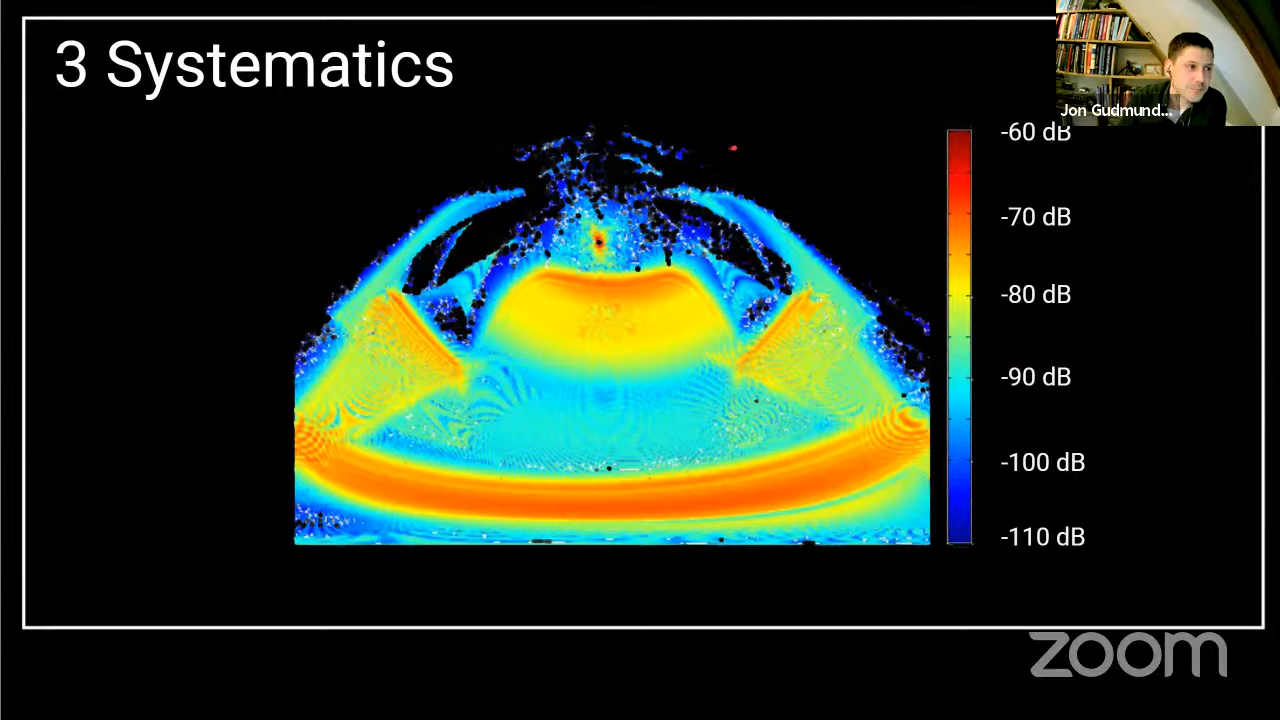 3 Systematics
Jon Gudmund...
-60 dB
-70 dB
-80 dB
-90 dB
-100 dB
-110 dB
zoom